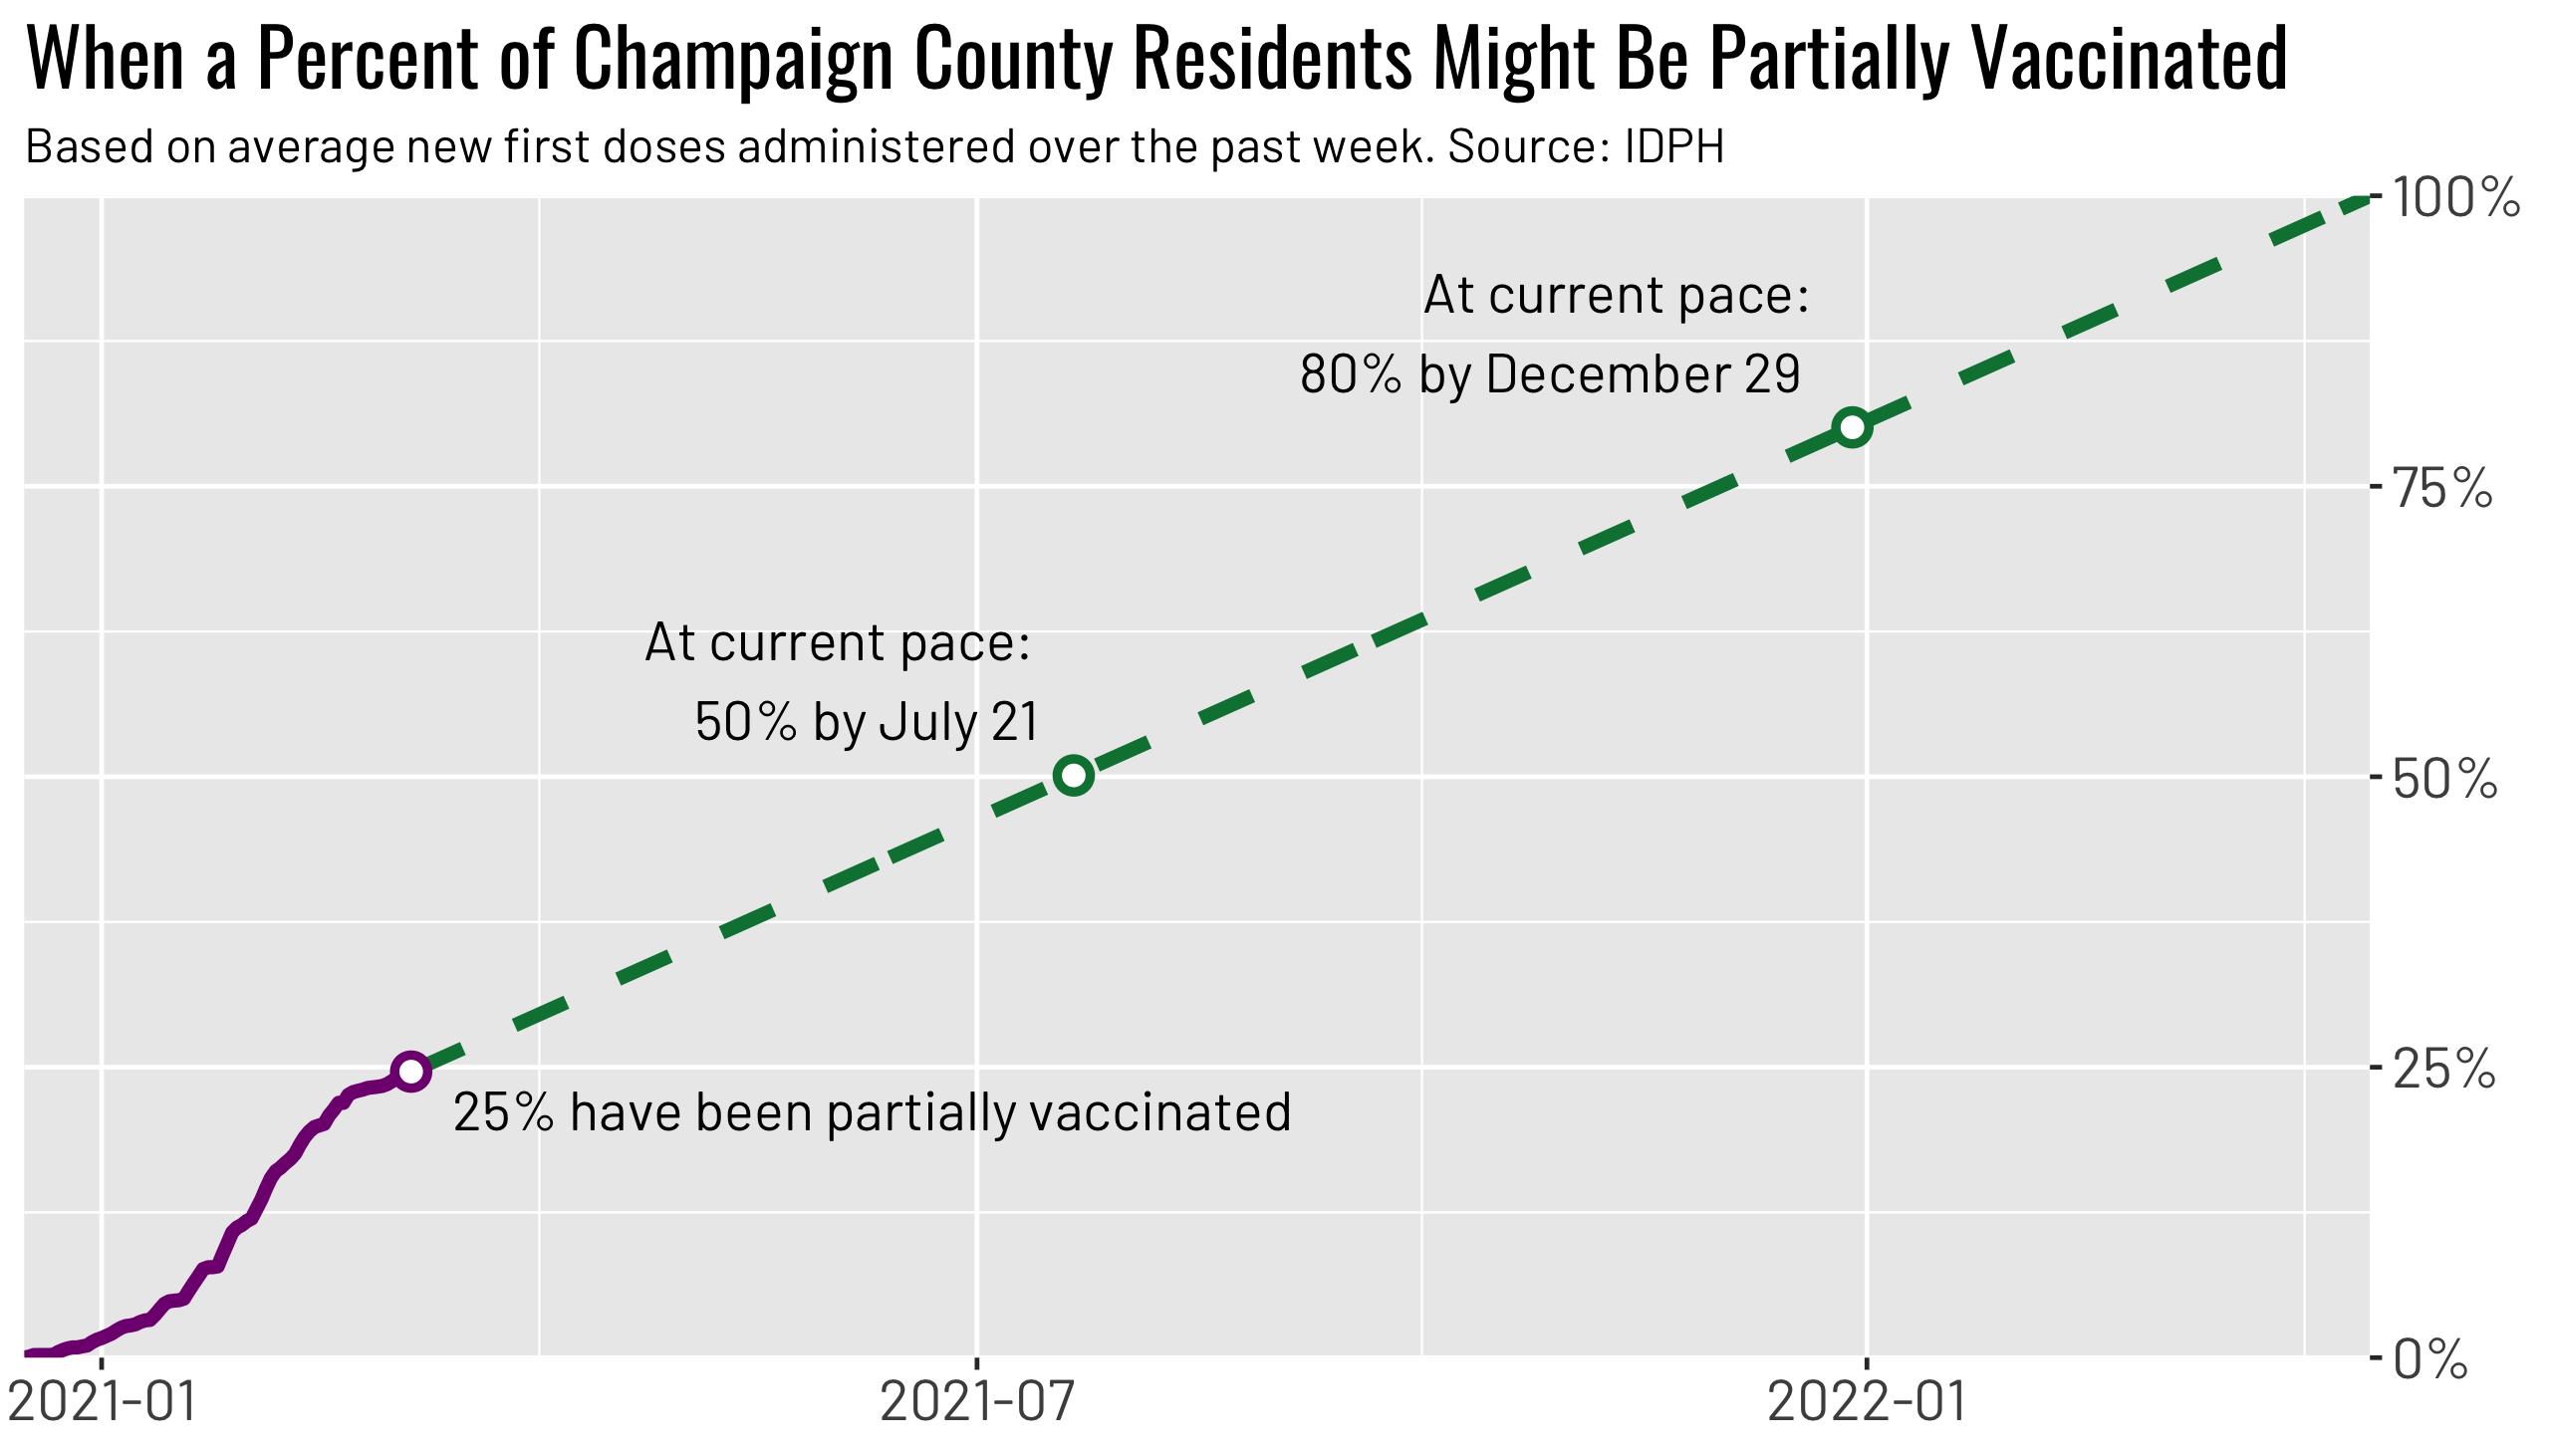 When a Percent of Champaign County Residents Might Be Partially Vaccinated
Based on average new first doses administered over the past week. Source: IDPH
100%
At current pace:
80% by December 29
75%
At current pace:
50% by July 21
50%
25%
25% have been partially vaccinated
0%
2021-01
2021-07
2022-01